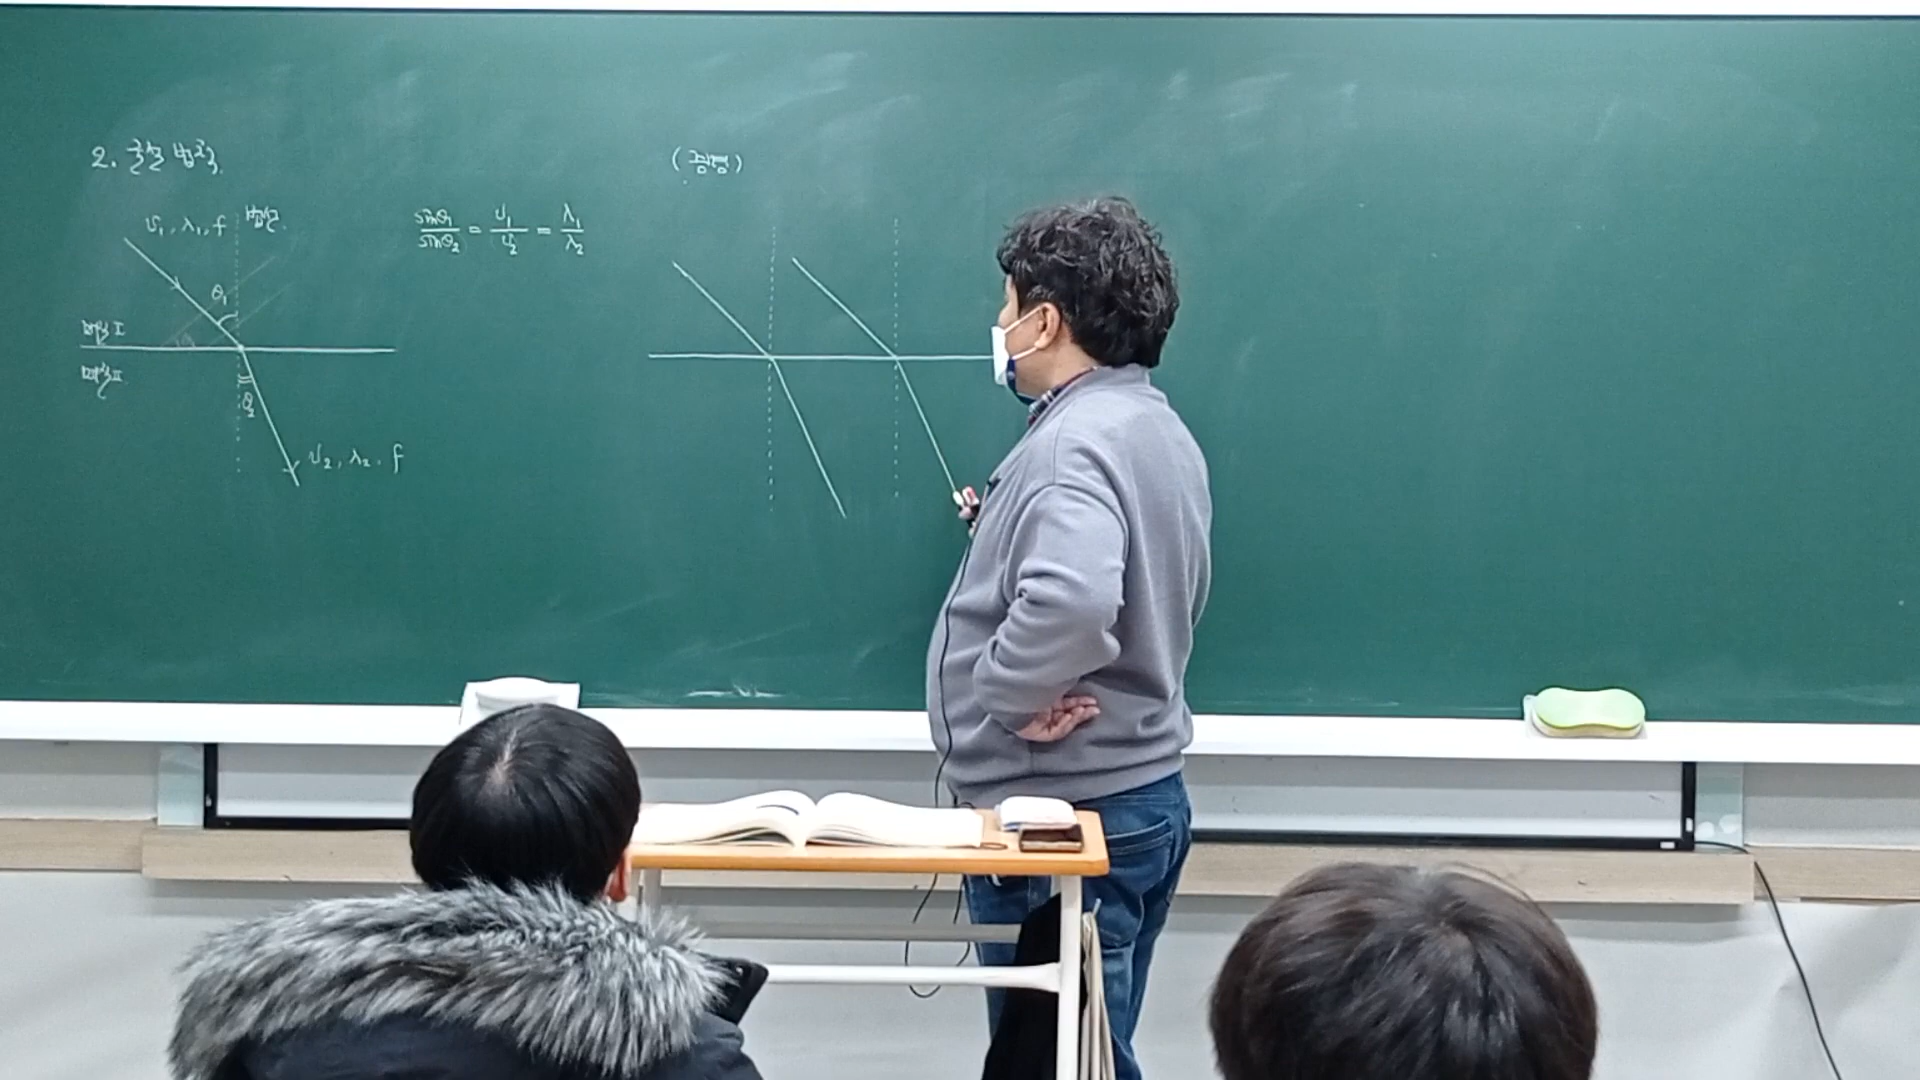 2. 굴절 법칙.
v₁, λ₁, f
법선.
θ₁
매질 I
매질 II
θ₂
v₂, λ₂, f
sinθ₁/sinθ₂ = v₁/v₂ = λ₁/λ₂
(증명)